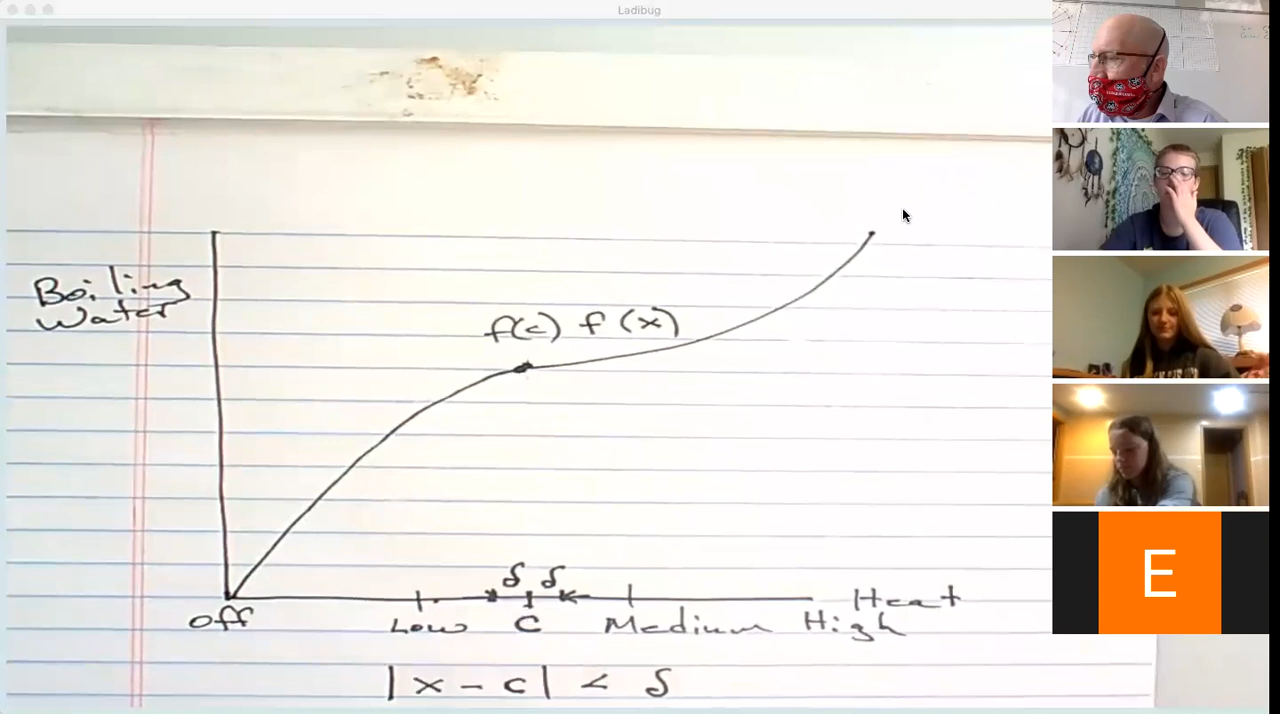 Ladibug
Boiling
Water
f(c) f(x)
δ δ
Off
Low C Medium High
Heat
|x - c| < δ
E